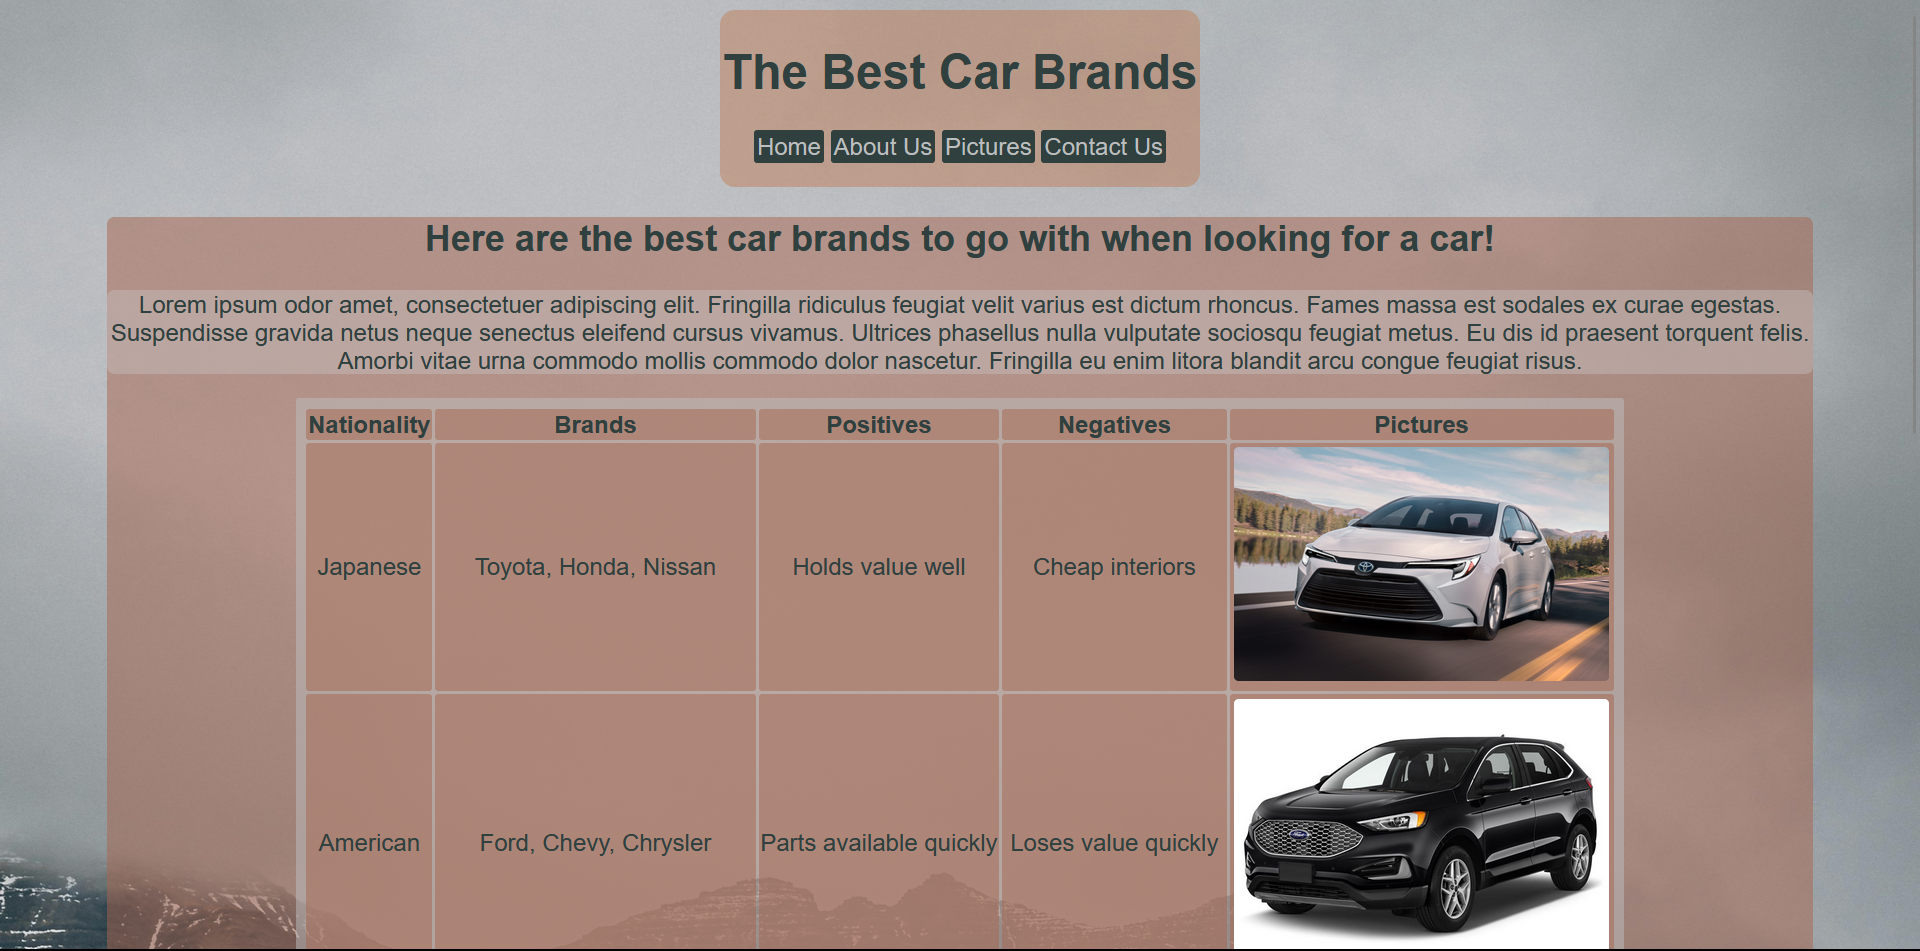 The Best Car Brands
Home About Us Pictures Contact Us
Here are the best car brands to go with when looking for a car!
Lorem ipsum odor amet, consectetuer adipiscing elit. Fringilla ridiculus feugiat velit varius est dictum rhoncus. Fames massa est sodales ex curae egestas.
Suspendisse gravida netus neque senectus eleifend cursus vivamus. Ultrices phasellus nulla vulputate sociosqu feugiat metus. Eu dis id praesent torquent felis.
Amorbi vitae urna commodo mollis commodo dolor nascetur. Fringilla eu enim litora blandit arcu congue feugiat risus.
Nationality Brands Positives Negatives Pictures
Japanese Toyota, Honda, Nissan Holds value well Cheap interiors
American Ford, Chevy, Chrysler Parts available quickly Loses value quickly